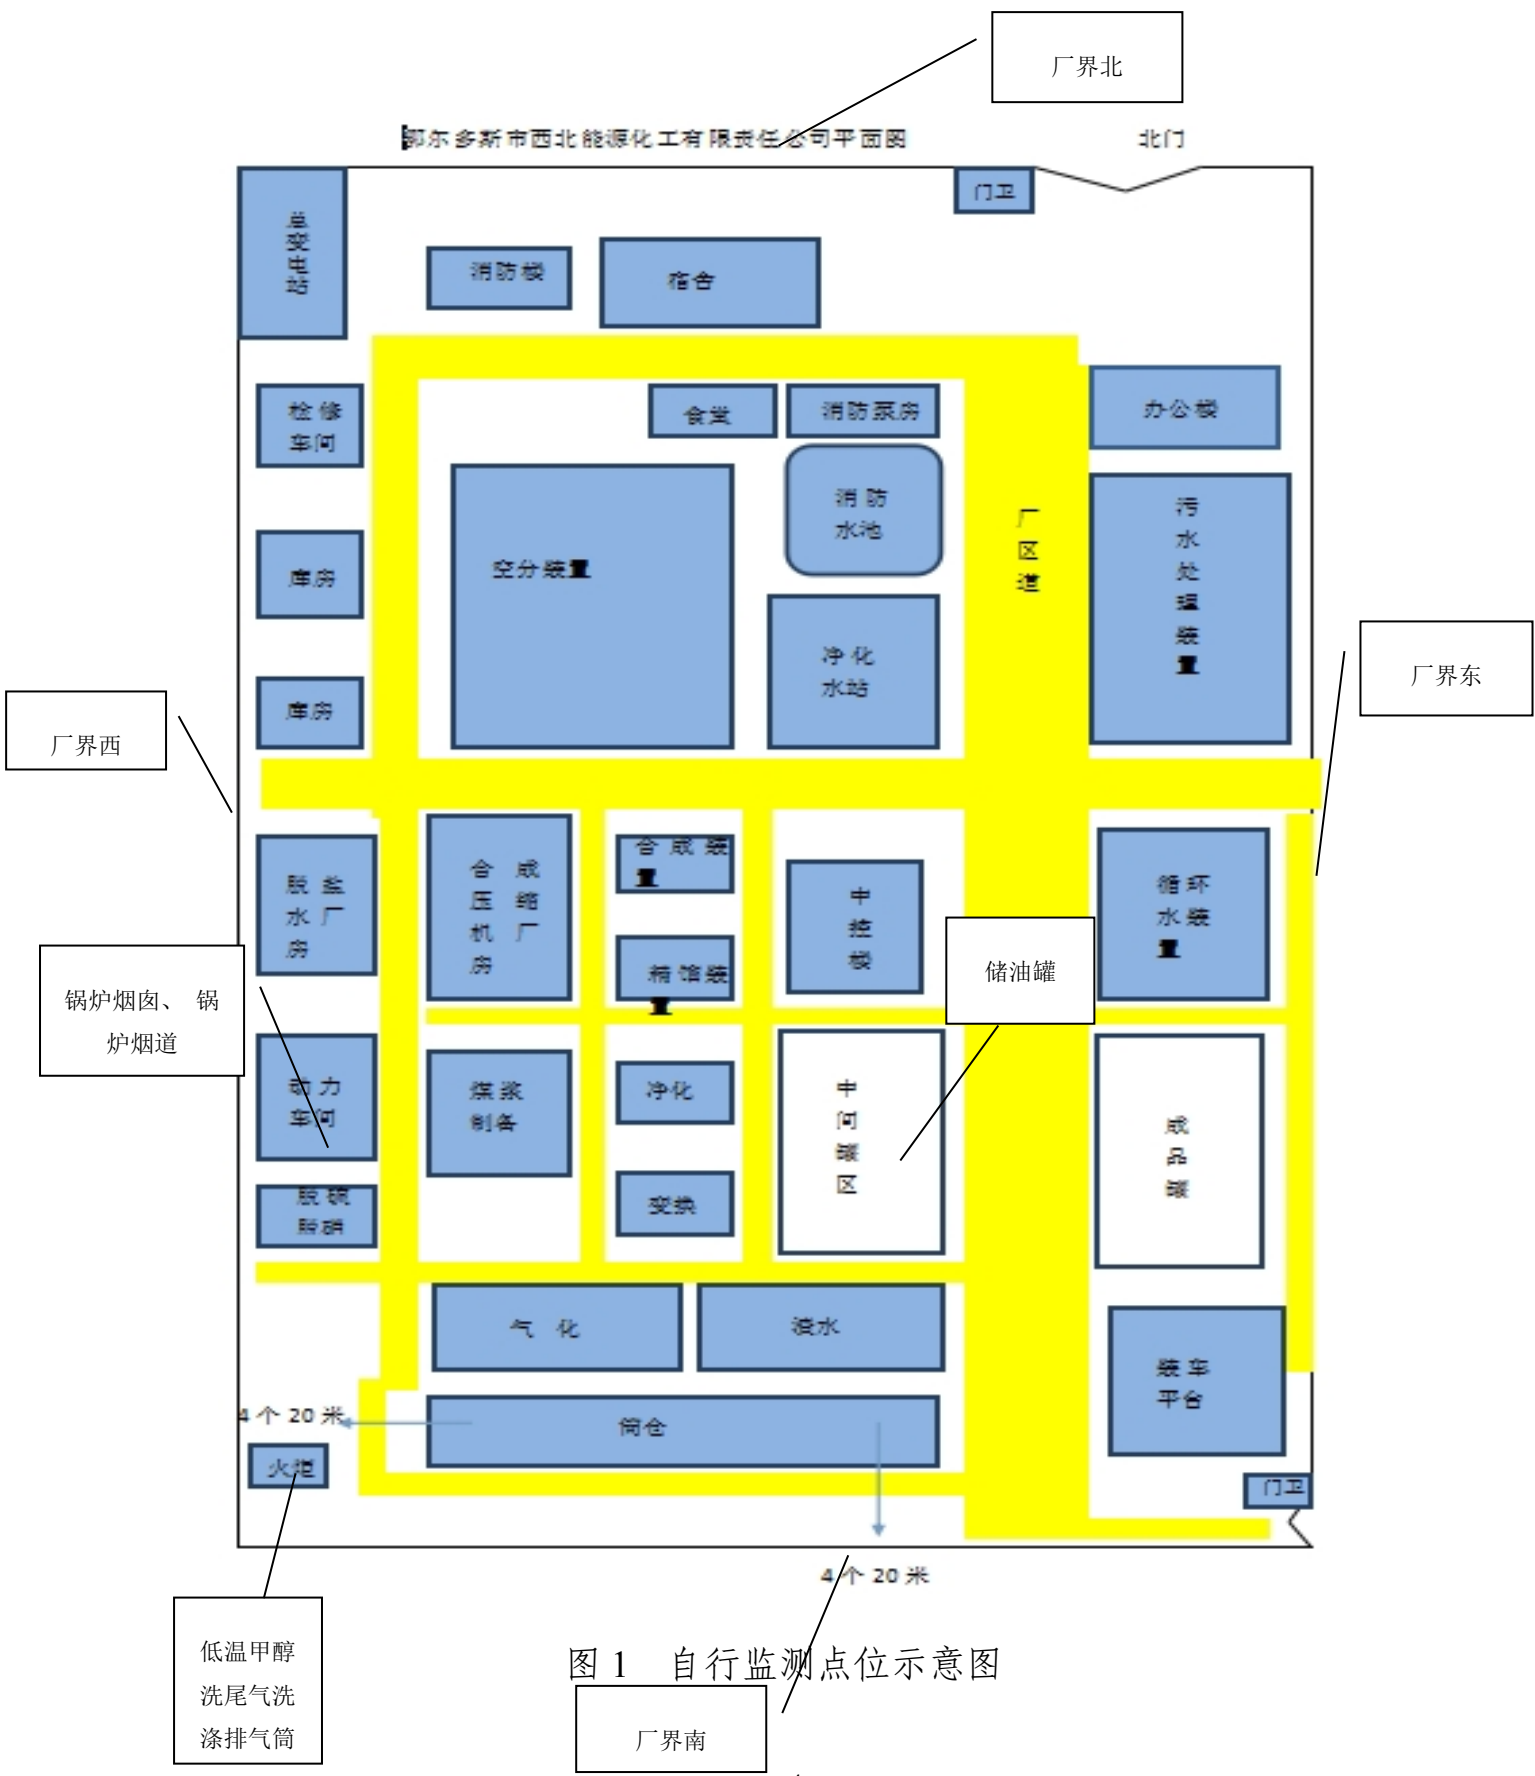 厂界北
鄂尔多斯市西北能源化工有限责任公司平面图
北门
门卫
总
变
电
站
消防楼
宿舍
检修
车间
食堂
消防泵房
办公楼
消防
水池
空分装置
厂
区
道
污
水
处
理
装
置
库房
净化
水站
厂界东
库房
厂界西
脱盐
水厂
房
合成
压缩
机厂
房
合成装
置
中
控
楼
循环
水装
置
精馏装
置
储油罐
锅炉烟囱、 锅
炉烟道
动力
车间
煤浆
制备
净化
中
间
罐
区
成
品
罐
脱硫
脱硝
变换
气 化
渣水
装车
平台
4个20米
筒仓
火炬
门卫
4个20米
低温甲醇
洗尾气洗
涤排气筒
图1 自行监测点位示意图
厂界南